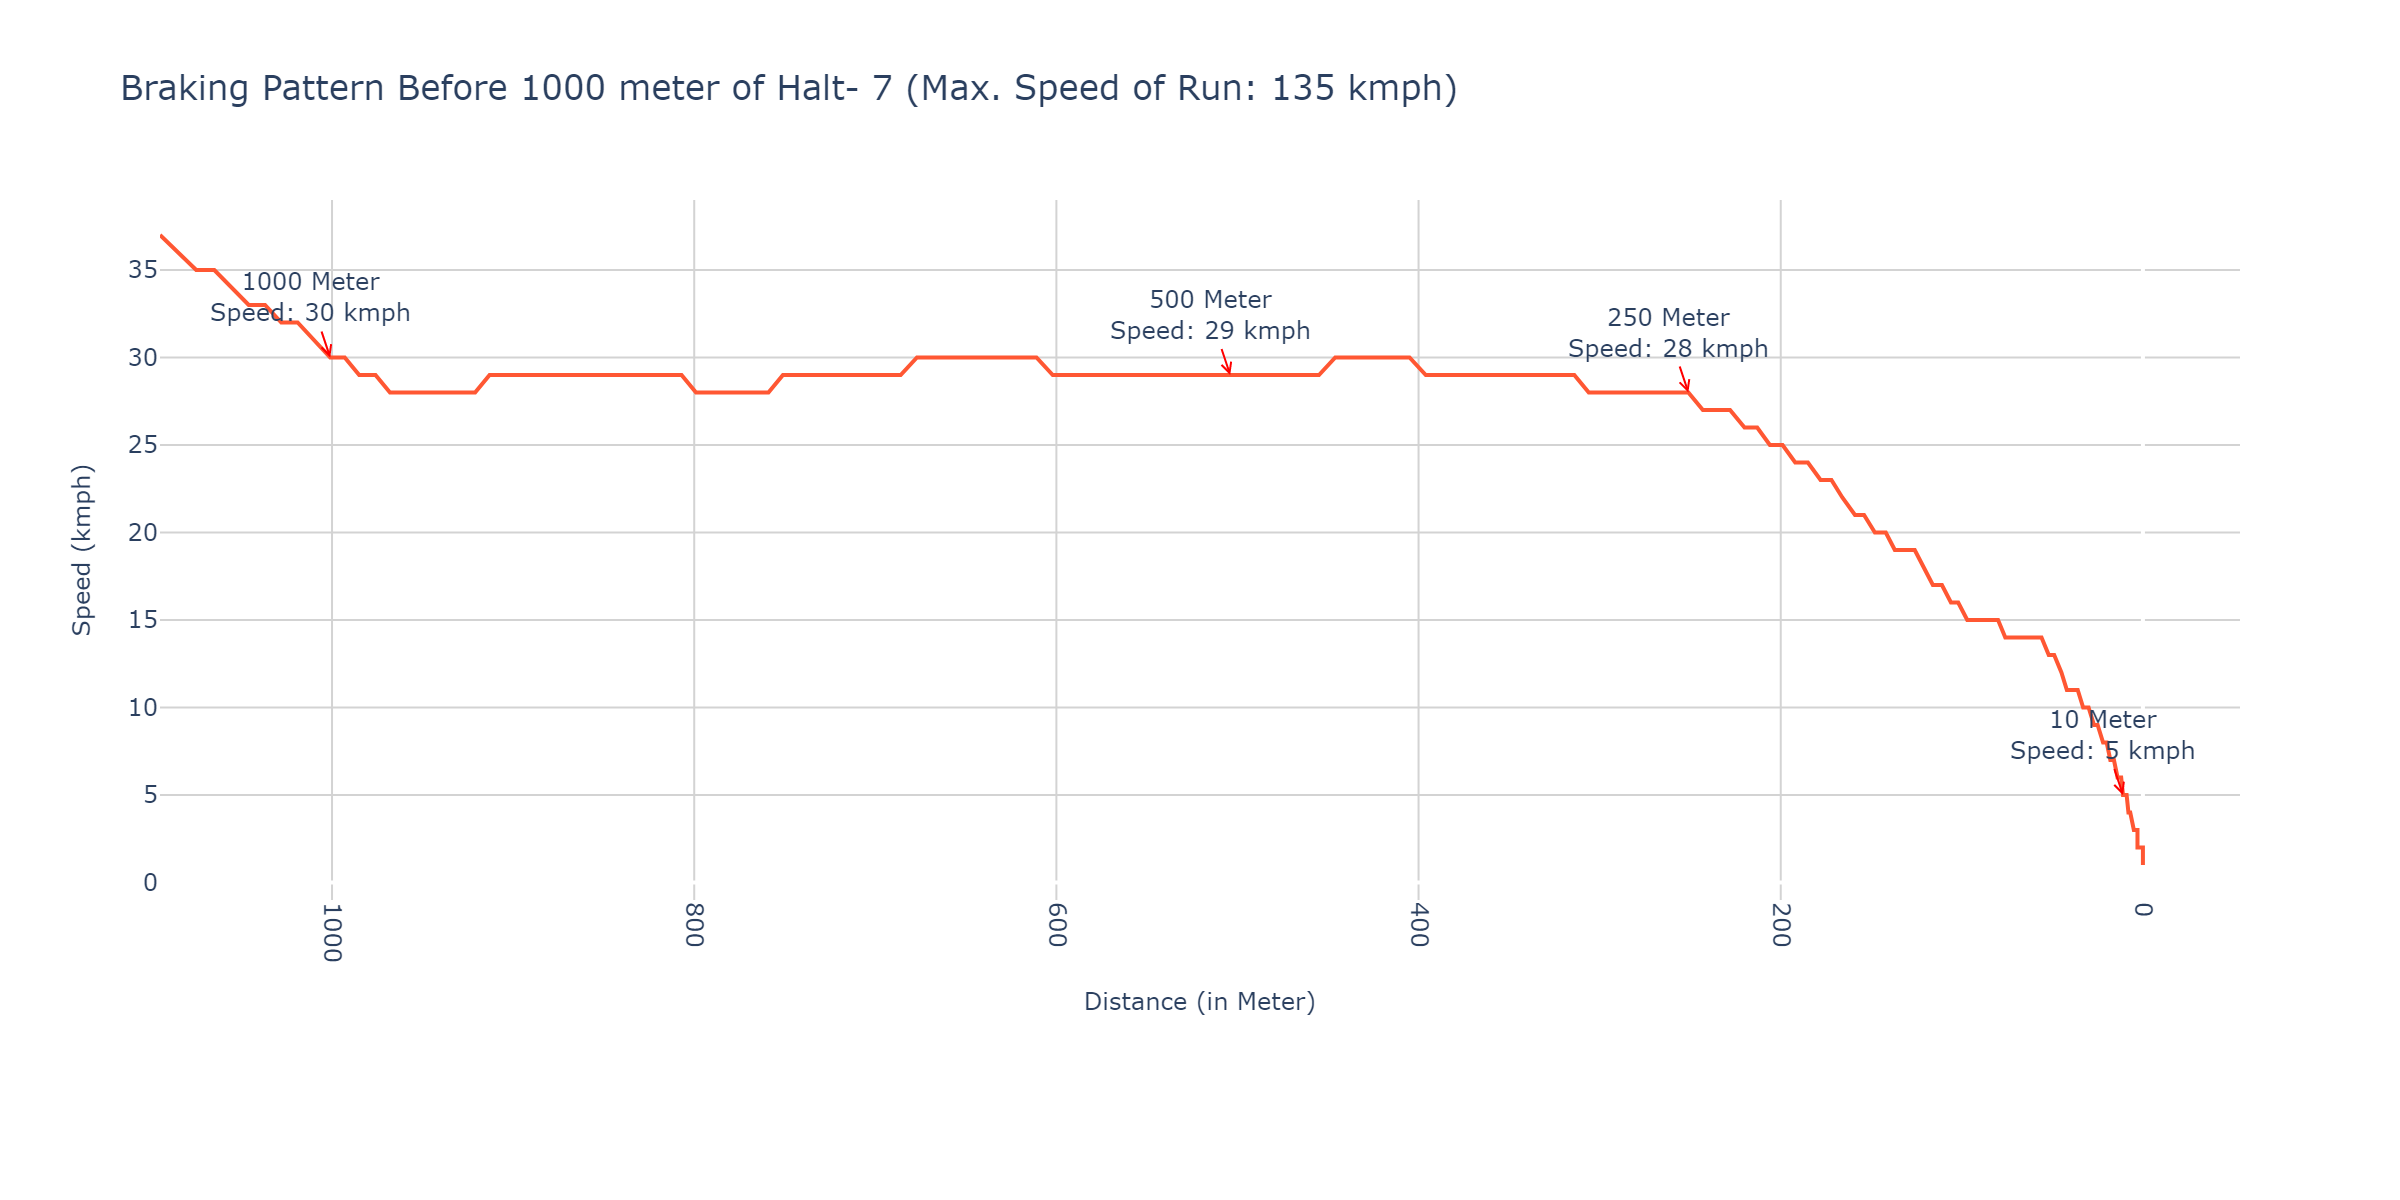 Braking Pattern Before 1000 meter of Halt- 7 (Max. Speed of Run: 135 kmph)
1000 Meter
Speed: 30 kmph
500 Meter
Speed: 29 kmph
250 Meter
Speed: 28 kmph
10 Meter
Speed: 5 kmph
35
30
25
20
15
10
5
0
Speed (kmph)
1000
800
600
400
200
0
Distance (in Meter)